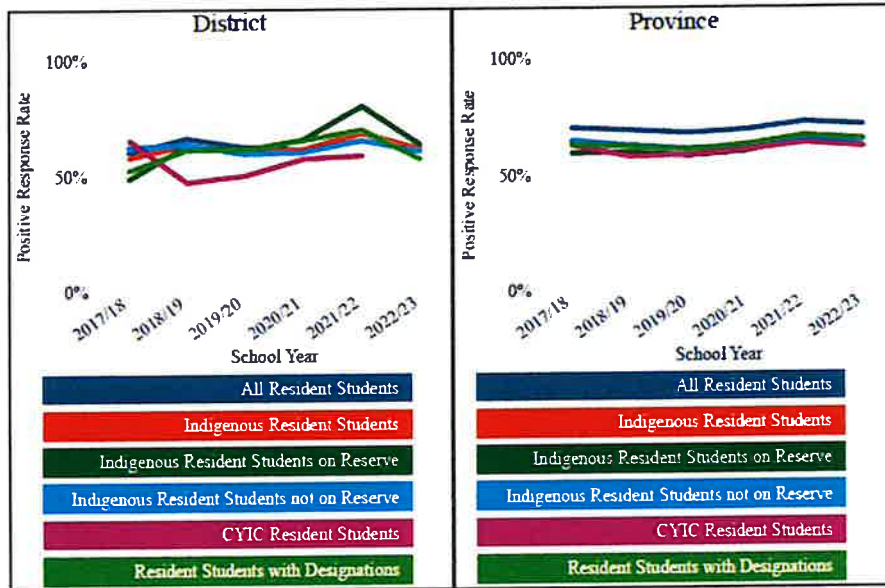 District
Positive Response Rate
100%
50%
0%
2017/18
2018/19
2019/20
2020/21
2021/22
2022/23
School Year
All Resident Students
Indigenous Resident Students
Indigenous Resident Students on Reserve
Indigenous Resident Students not on Reserve
CYIC Resident Students
Resident Students with Designations
Province
Positive Response Rate
100%
50%
0%
2017/18
2018/19
2019/20
2020/21
2021/22
2022/23
School Year
All Resident Students
Indigenous Resident Students
Indigenous Resident Students on Reserve
Indigenous Resident Students not on Reserve
CYIC Resident Students
Resident Students with Designations